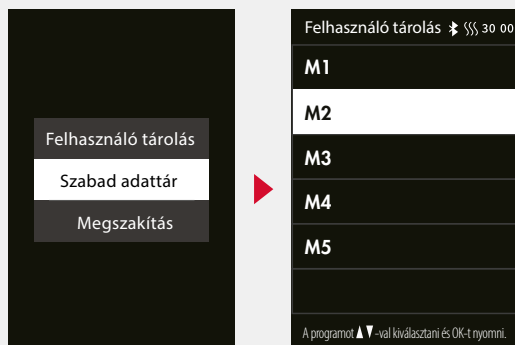 Felhasználó tárolás
Szabad adattár
Megszakítás
Felhasználó tárolás 30 00
M1
M2
M3
M4
M5
A programot ▲▼-val kiválasztani és OK-t nyomni.